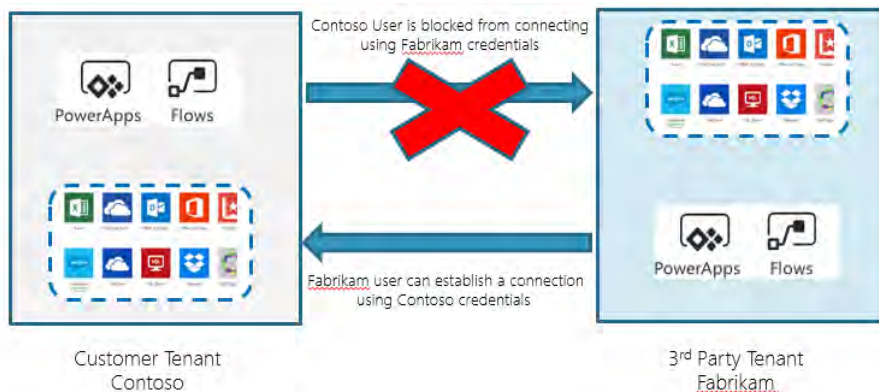 Contoso User is blocked from connecting
using Fabrikam credentials
PowerApps Flows
PowerApps Flows
Fabrikam user can establish a connection
using Contoso credentials
Customer Tenant
Contoso
3rd Party Tenant
Fabrikam